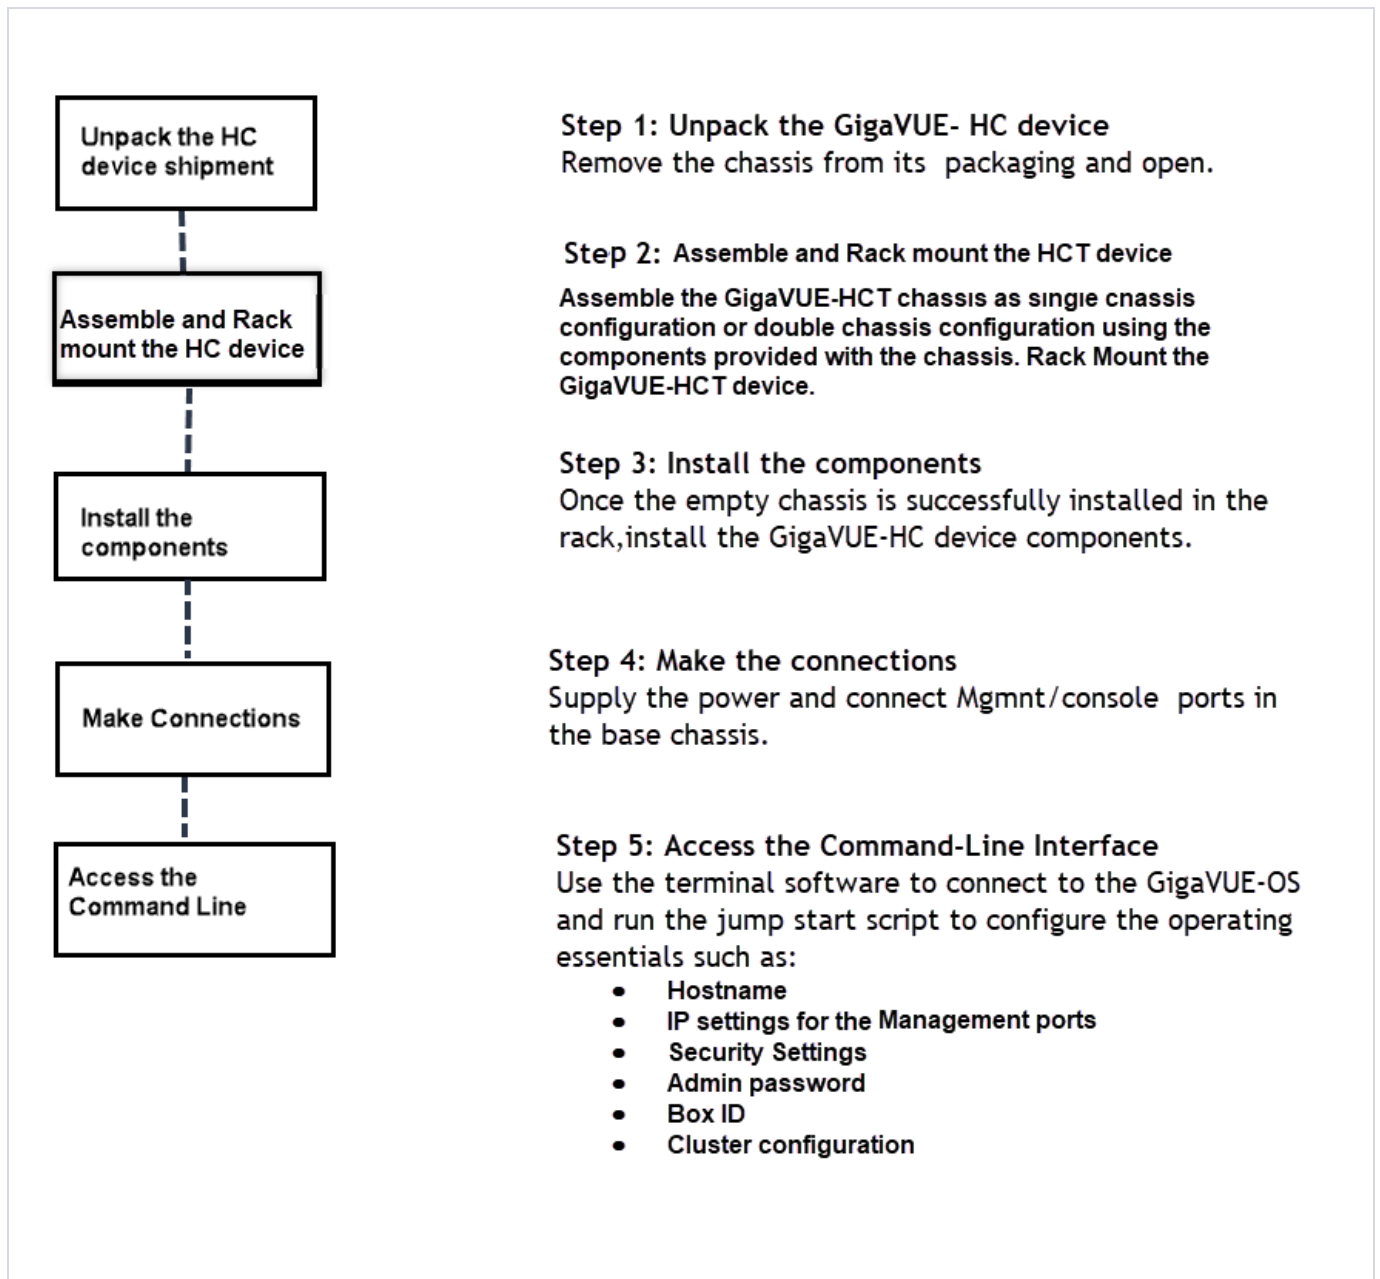 Unpack the HC
device shipment
Step 1: Unpack the GigaVUE- HC device
Remove the chassis from its packaging and open.
Assemble and Rack
mount the HC device
Step 2: Assemble and Rack mount the HCT device
Assemble the GigaVUE-HCT chassis as single chassis
configuration or double chassis configuration using the
components provided with the chassis. Rack Mount the
GigaVUE-HCT device.
Install the
components
Step 3: Install the components
Once the empty chassis is successfully installed in the
rack,install the GigaVUE-HC device components.
Make Connections
Step 4: Make the connections
Supply the power and connect Mgmnt/console ports in
the base chassis.
Access the
Command Line
Step 5: Access the Command-Line Interface
Use the terminal software to connect to the GigaVUE-OS
and run the jump start script to configure the operating
essentials such as:
• Hostname
• IP settings for the Management ports
• Security Settings
• Admin password
• Box ID
• Cluster configuration